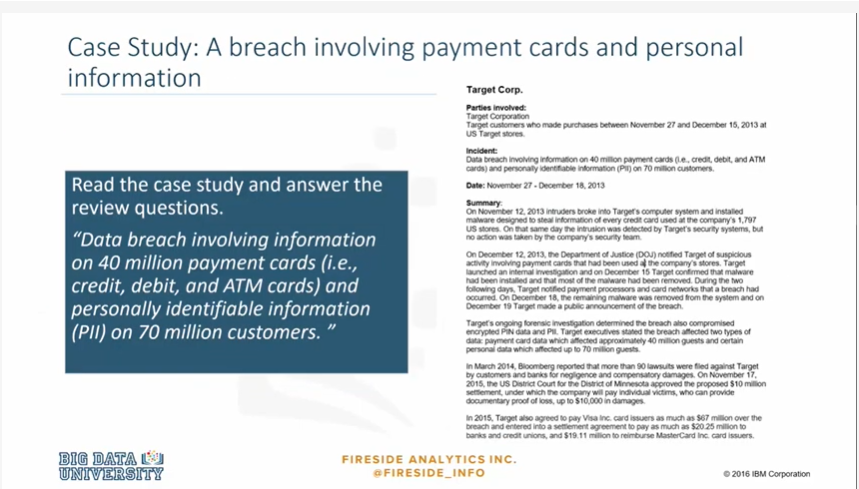 Case Study: A breach involving payment cards and personal
information
Read the case study and answer the
review questions.
“Data breach involving information
on 40 million payment cards (i.e.,
credit, debit, and ATM cards) and
personally identifiable information
(PII) on 70 million customers. ”
Target Corp.
Parties involved:
Target Corporation
Target customers who made purchases between November 27 and December 15, 2013 at
US Target stores.
Incident:
Data breach involving information on 40 million payment cards (i.e., credit, debit, and ATM
cards) and personally identifiable information (PII) on 70 million customers.
Date: November 27 - December 18, 2013
Summary:
On November 12, 2013 intruders broke into Target's computer system and installed
malware designed to steal information of every credit card used at the company's 1,797
US stores. On that same day the intrusion was detected by Target's security systems, but
no action was taken by the company's security team.
On December 12, 2013, the Department of Justice (DOJ) notified Target of suspicious
activity involving payment cards that had been used at the company's stores. Target
launched an internal investigation and on December 15 Target confirmed that malware
had been installed and that most of the malware had been removed. During the two
following days, Target notified payment processors and card networks that a breach had
occurred. On December 18, the remaining malware was removed from the system and on
December 19 Target made a public announcement of the breach.
Target's ongoing forensic investigation determined the breach also compromised
encrypted PIN data and PII. Target executives stated the breach affected two types of
data: payment card data which affected approximately 40 million guests and certain
personal data which affected up to 70 million guests.
In March 2014, Bloomberg reported that more than 90 lawsuits were filed against Target
by customers and banks for negligence and compensatory damages. On November 17,
2015, the US District Court for the District of Minnesota approved the proposed $10 million
settlement, under which the company will pay individual victims, who can provide
documentary proof of loss, up to $10,000 in damages.
In 2015, Target also agreed to pay Visa Inc. card issuers as much as $67 million over the
breach and entered into a settlement agreement to pay as much as $20.25 million to
banks and credit unions, and $19.11 million to reimburse MasterCard Inc. card issuers.
BIG DATA
UNIVERSITY
FIRESIDE ANALYTICS INC.
@FIRESIDE_INFO
© 2016 IBM Corporation